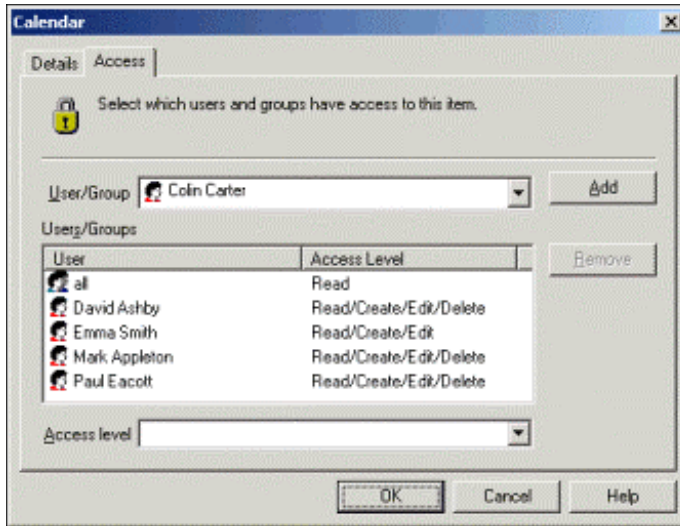 Calendar
Details Access
Select which users and groups have access to this item.
User/Group Colin Carter Add
Users/Groups
User Access Level Remove
all Read
David Ashby Read/Create/Edit/Delete
Emma Smith Read/Create/Edit
Mark Appleton Read/Create/Edit/Delete
Paul Eacott Read/Create/Edit/Delete
Access level
OK Cancel Help